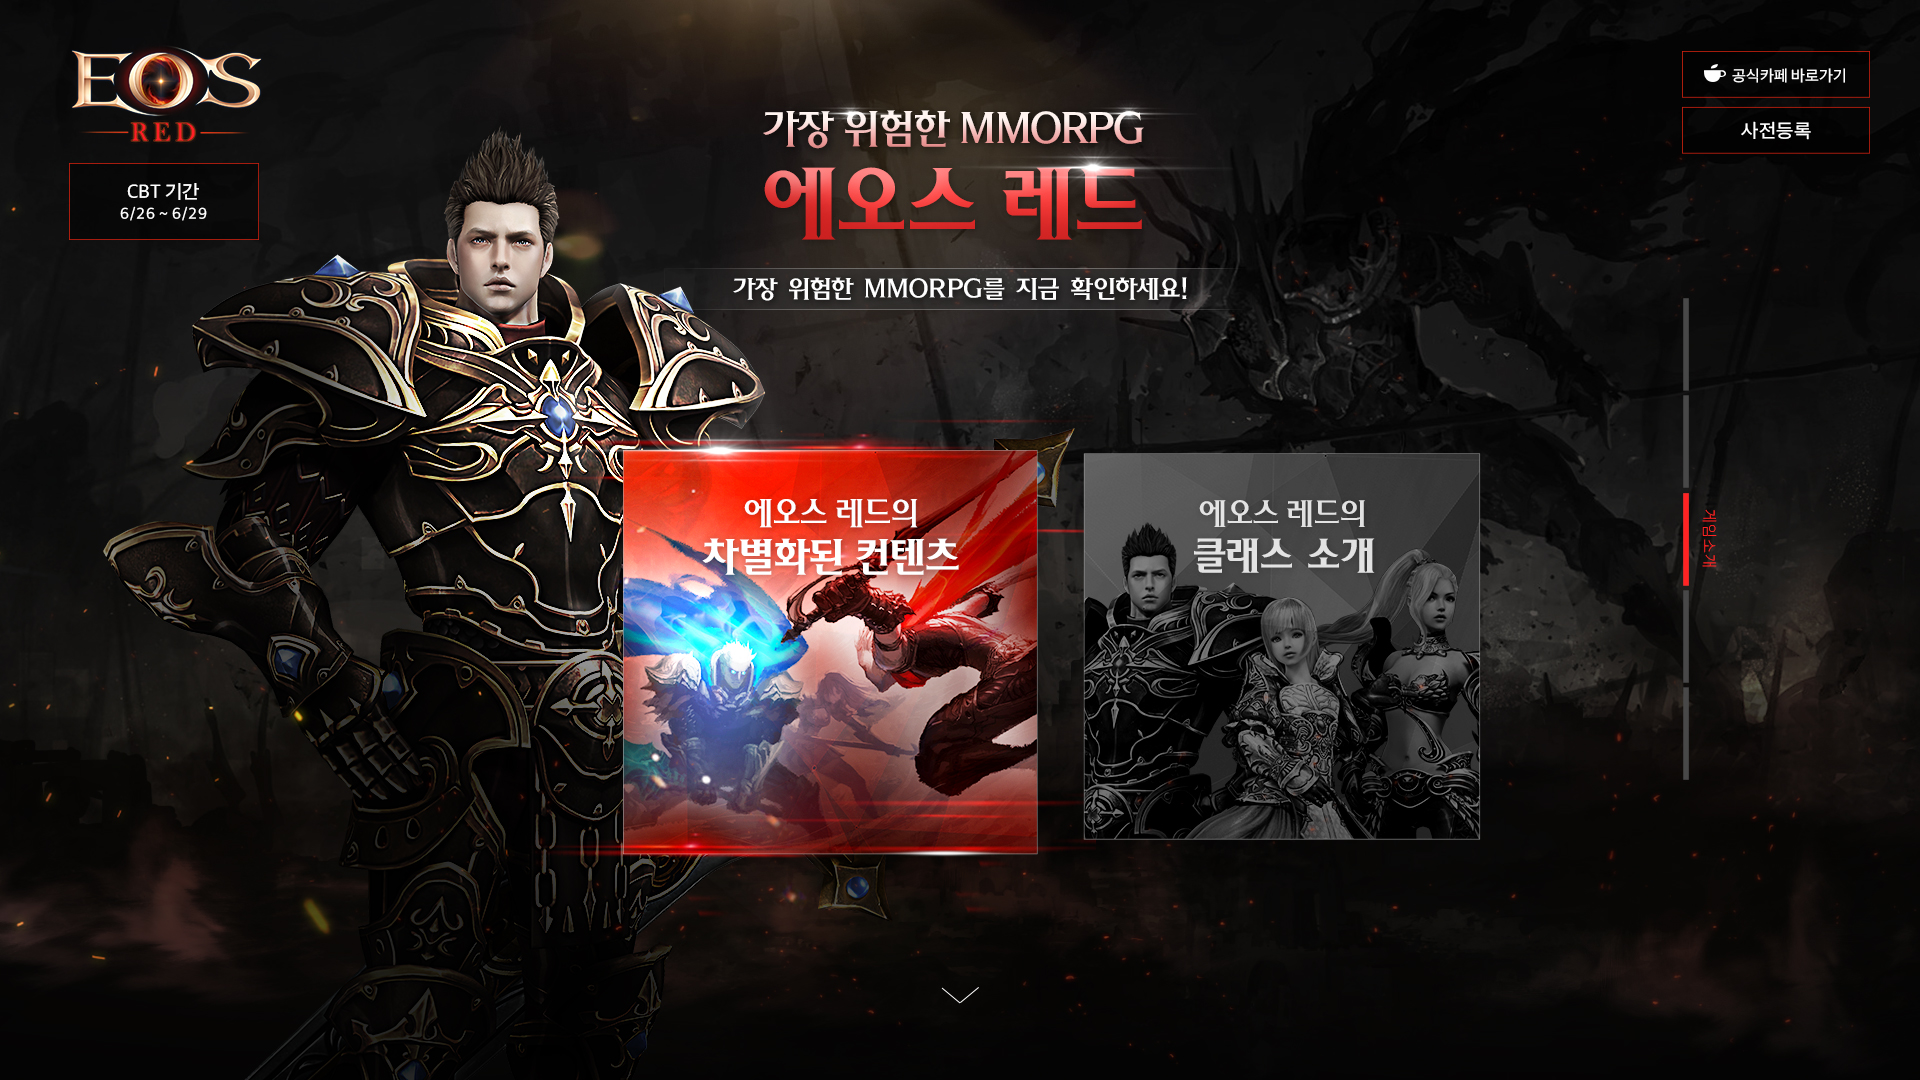 EOS
RED
CBT 기간
6/26 ~ 6/29
가장 위험한 MMORPG
에오스 레드
가장 위험한 MMORPG를 지금 확인하세요!
공식카페 바로가기
사전등록
에오스 레드의
차별화된 컨텐츠
에오스 레드의
클래스 소개
게임소개